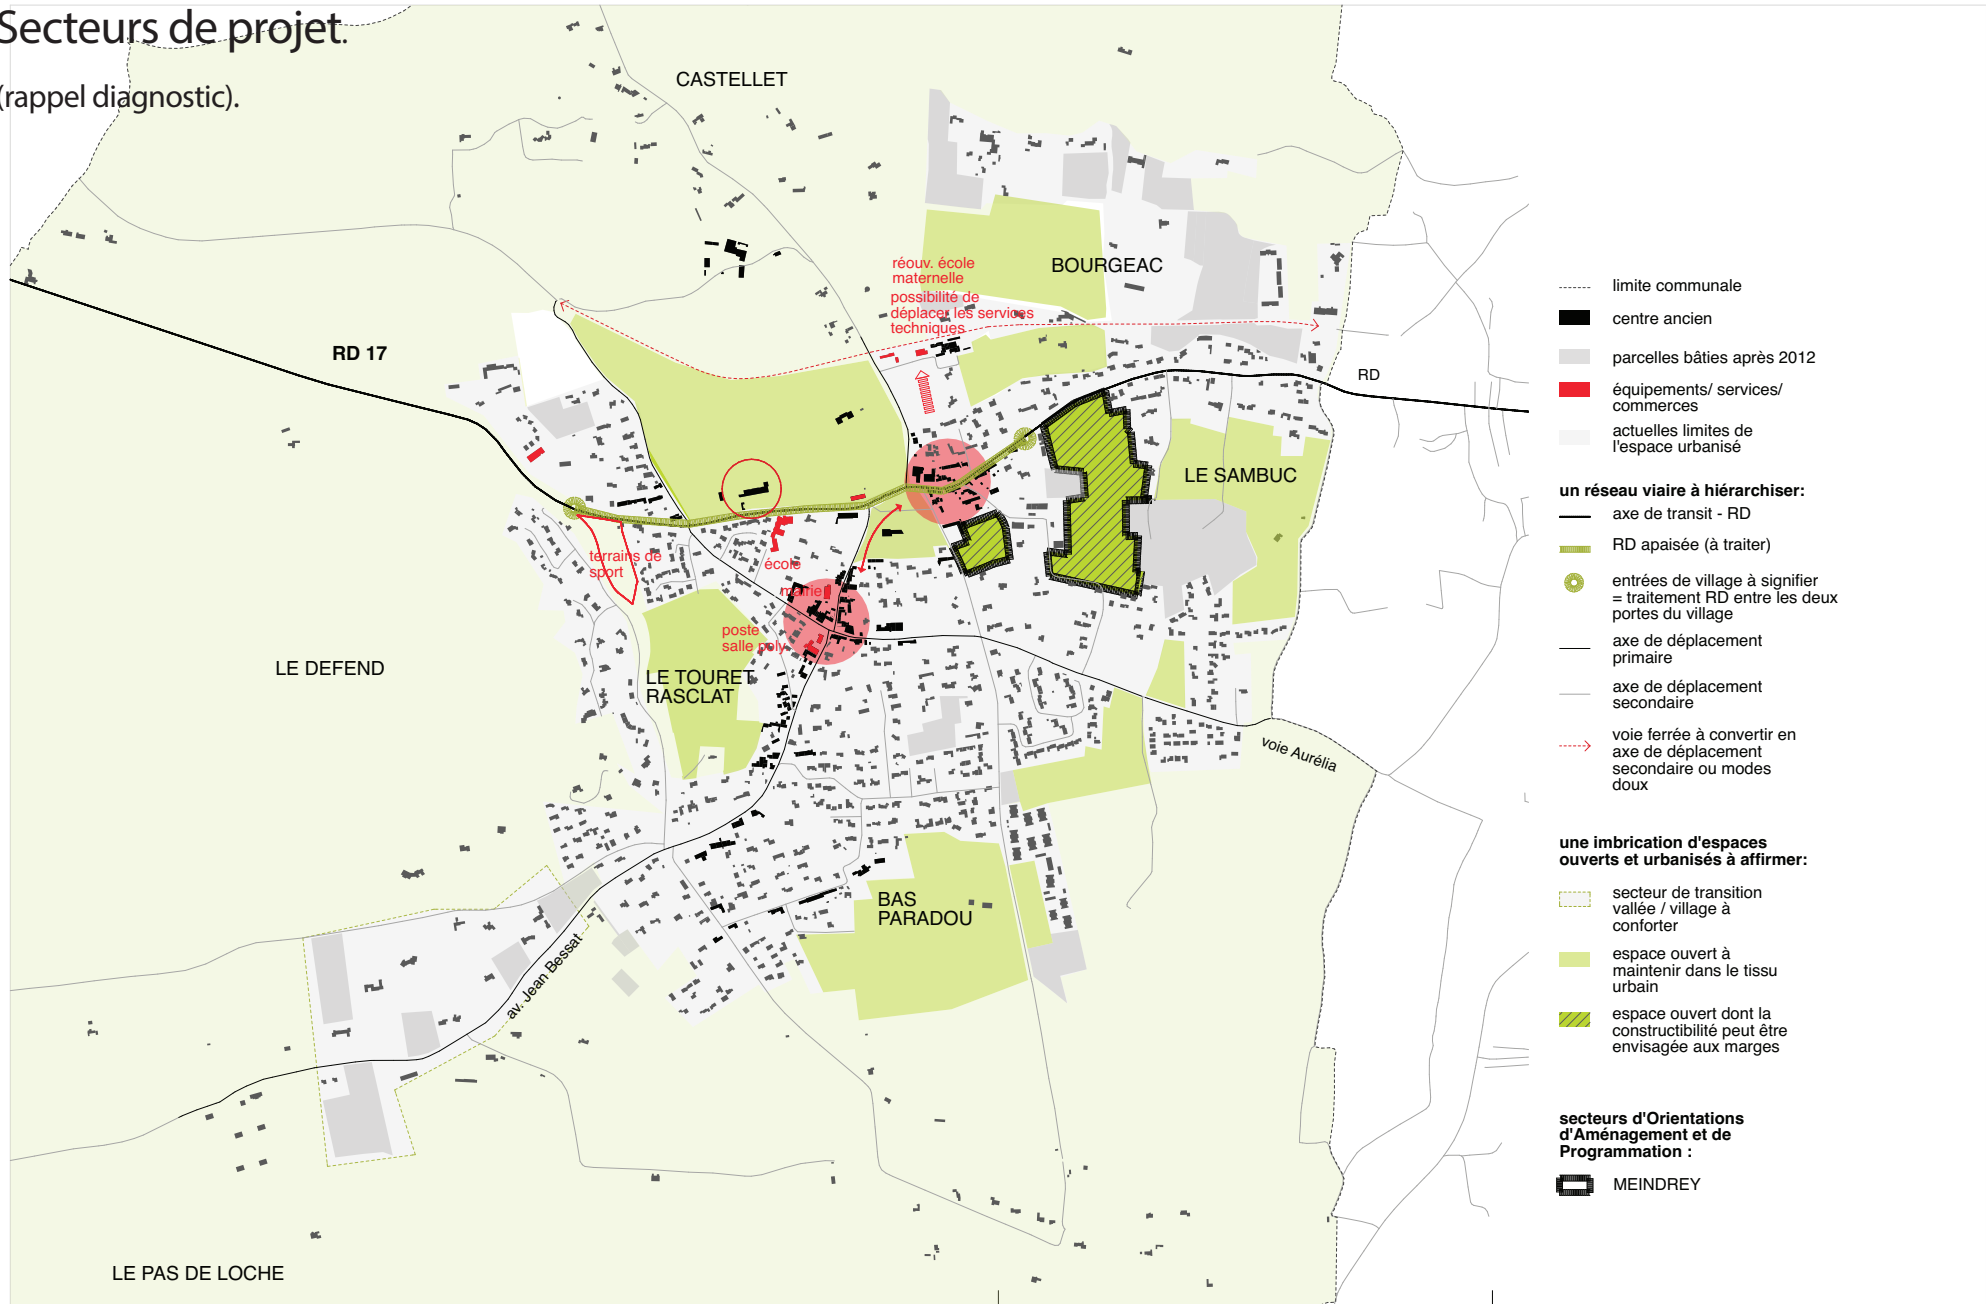 Secteurs de projet.
(rappel diagnostic).
CASTELLET
BOURGEAC
réouv. école
maternelle
possibilité de
déplacer les services
techniques
RD 17
RD
LE SAMBUC
terrains de
sport
école
mairie
poste
salle poly
LE TOURET
RASCLAT
LE DEFEND
voie Aurélia
BAS
PARADOU
av. Jean Bessat
LE PAS DE LOCHE
limite communale
centre ancien
parcelles bâties après 2012
équipements/ services/
commerces
actuelles limites de
l'espace urbanisé
un réseau viaire à hiérarchiser:
axe de transit - RD
RD apaisée (à traiter)
entrées de village à signifier
= traitement RD entre les deux
portes du village
axe de déplacement
primaire
axe de déplacement
secondaire
voie ferrée à convertir en
axe de déplacement
secondaire ou modes
doux
une imbrication d'espaces
ouverts et urbanisés à affirmer:
secteur de transition
vallée / village à
conforter
espace ouvert à
maintenir dans le tissu
urbain
espace ouvert dont la
constructibilité peut être
envisagée aux marges
secteurs d'Orientations
d'Aménagement et de
Programmation :
MEINDREY